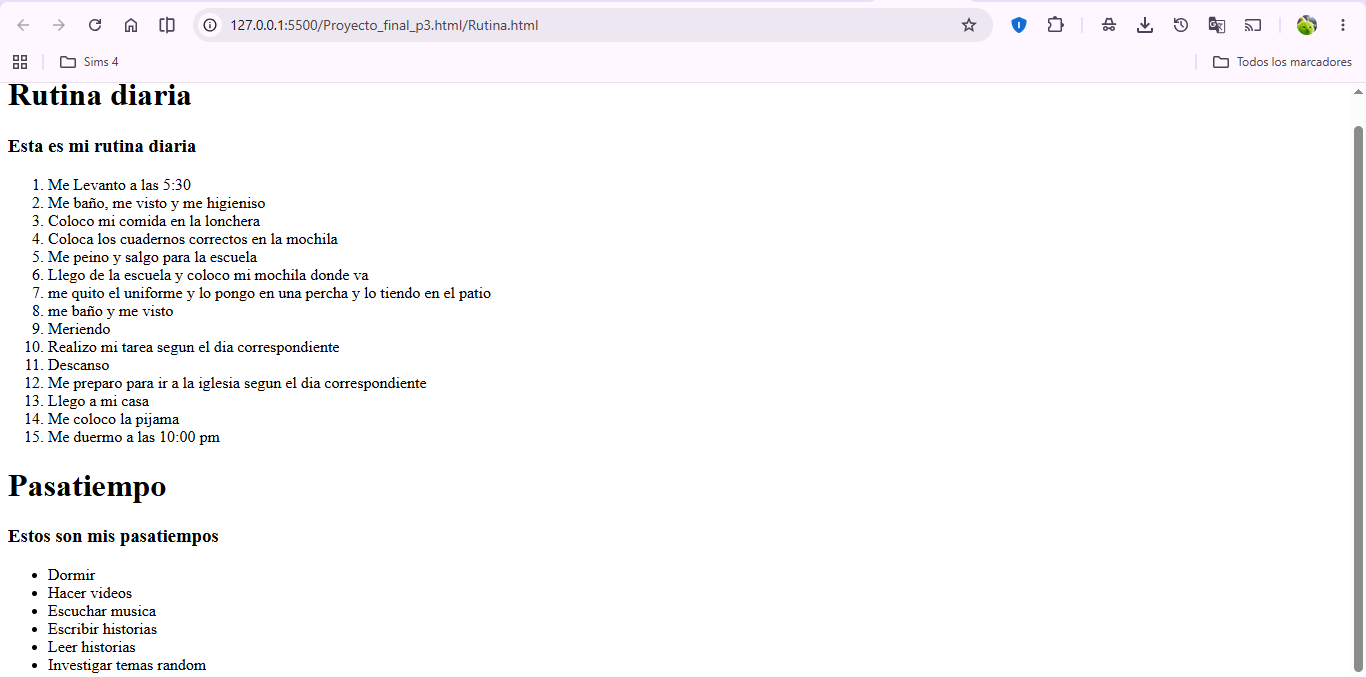 127.0.0.1:5500/Proyecto_final_p3.html/Rutina.html
Sims 4
Todos los marcadores
Rutina diaria
Esta es mi rutina diaria
1. Me Levanto a las 5:30
2. Me baño, me visto y me higieniso
3. Coloco mi comida en la lonchera
4. Coloca los cuadernos correctos en la mochila
5. Me peino y salgo para la escuela
6. Llego de la escuela y coloco mi mochila donde va
7. me quito el uniforme y lo pongo en una percha y lo tiendo en el patio
8. me baño y me visto
9. Meriendo
10. Realizo mi tarea segun el dia correspondiente
11. Descanso
12. Me preparo para ir a la iglesia segun el dia correspondiente
13. Llego a mi casa
14. Me coloco la pijama
15. Me duermo a las 10:00 pm
Pasatiempo
Estos son mis pasatiempos
• Dormir
• Hacer videos
• Escuchar musica
• Escribir historias
• Leer historias
• Investigar temas random